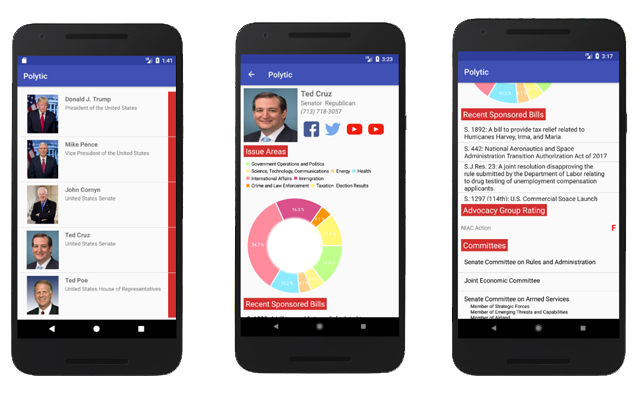 1:41
Polytic
Donald J. Trump
President of the United States
Mike Pence
Vice-President of the United States
John Cornyn
United States Senate
Ted Cruz
United States Senate
Ted Poe
United States House of Representatives
3:23
Polytic
Ted Cruz
Senator Republican
(713) 718-3057
Issue Areas
Government Operations and Politics
Science, Technology, Communications Energy Health
International Affairs Immigration
Crime and Law Enforcement Taxation Election Results
Recent Sponsored Bills
3:17
Polytic
Recent Sponsored Bills
S. 1892: A bill to provide tax relief related to
Hurricanes Harvey, Irma, and Maria.
S. 442: National Aeronautics and Space
Administration Transition Authorization Act of 2017
S.J.Res. 23: A joint resolution disapproving the
rule submitted by the Department of Labor relating
to drug testing of unemployment compensation
applicants.
S. 1297 (114th): U.S. Commercial Space Launch
Advocacy Group Rating
NIAC Action F
Committees
Senate Committee on Rules and Administration
Joint Economic Committee
Senate Committee on Armed Services
Member of Strategic Forces
Member of Emerging Threats and Capabilities
Member of Airland